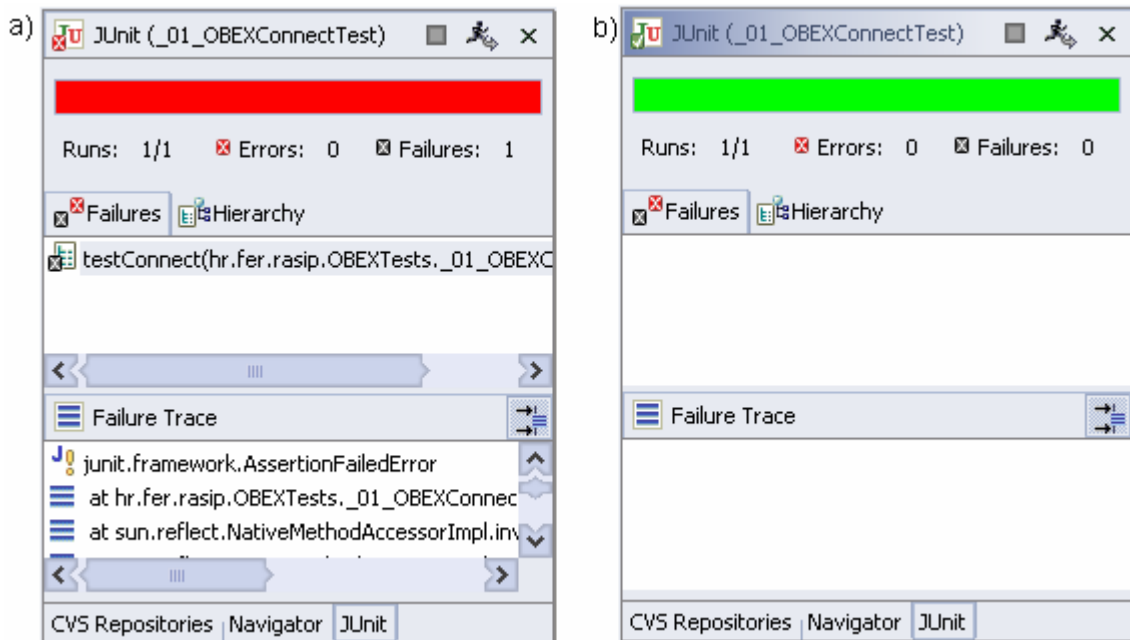 a)
JU JUnit (_01_OBEXConnectTest)
Runs: 1/1 Errors: 0 Failures: 1
Failures Hierarchy
testConnect(hr.fer.rasip.OBEXTests._01_OBEXC
Failure Trace
junit.framework.AssertionFailedError
at hr.fer.rasip.OBEXTests._01_OBEXConnec
at sun.reflect.NativeMethodAccessorImpl.inv
CVS Repositories Navigator JUnit
b)
JU JUnit (_01_OBEXConnectTest)
Runs: 1/1 Errors: 0 Failures: 0
Failures Hierarchy
Failure Trace
CVS Repositories Navigator JUnit